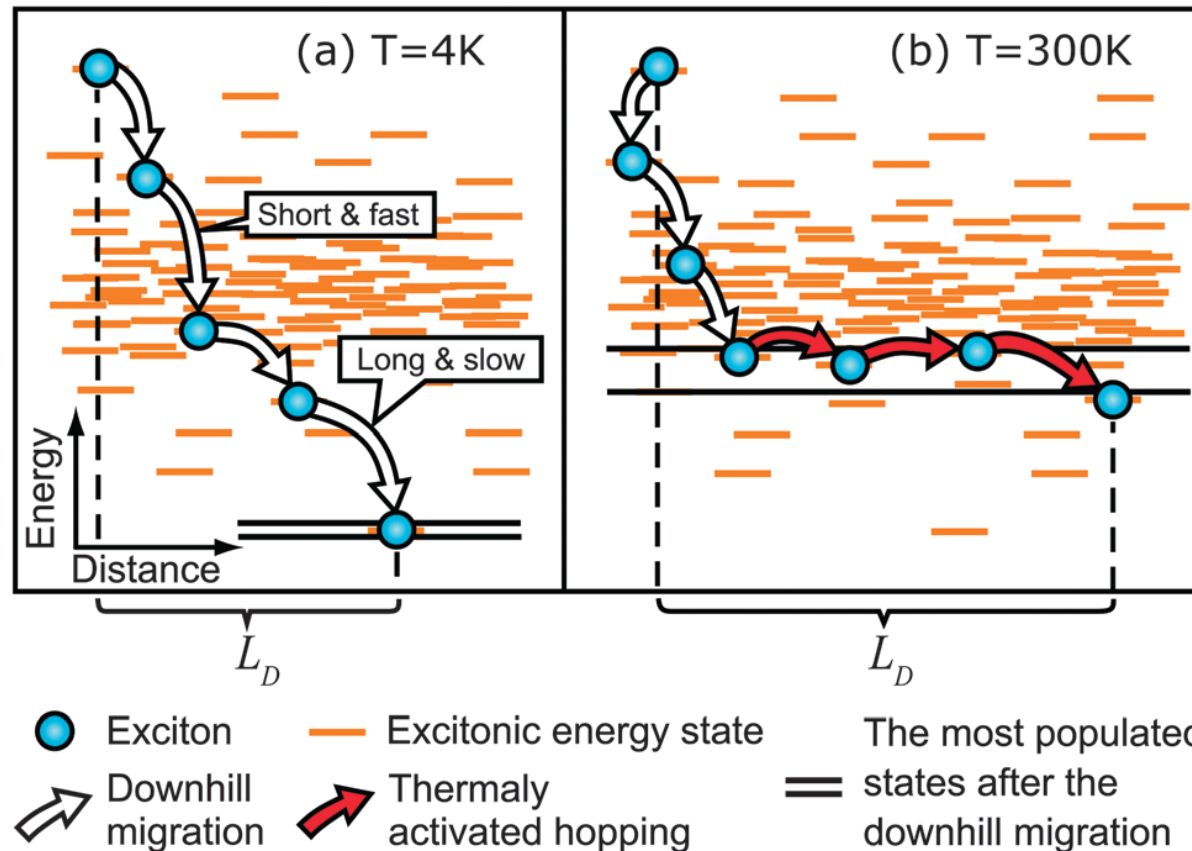 (a) T=4K
Short & fast
Long & slow
Energy
Distance
L_D
(b) T=300K
L_D
Exciton
Excitonic energy state
Downhill
migration
Thermaly
activated hopping
The most populated
states after the
downhill migration